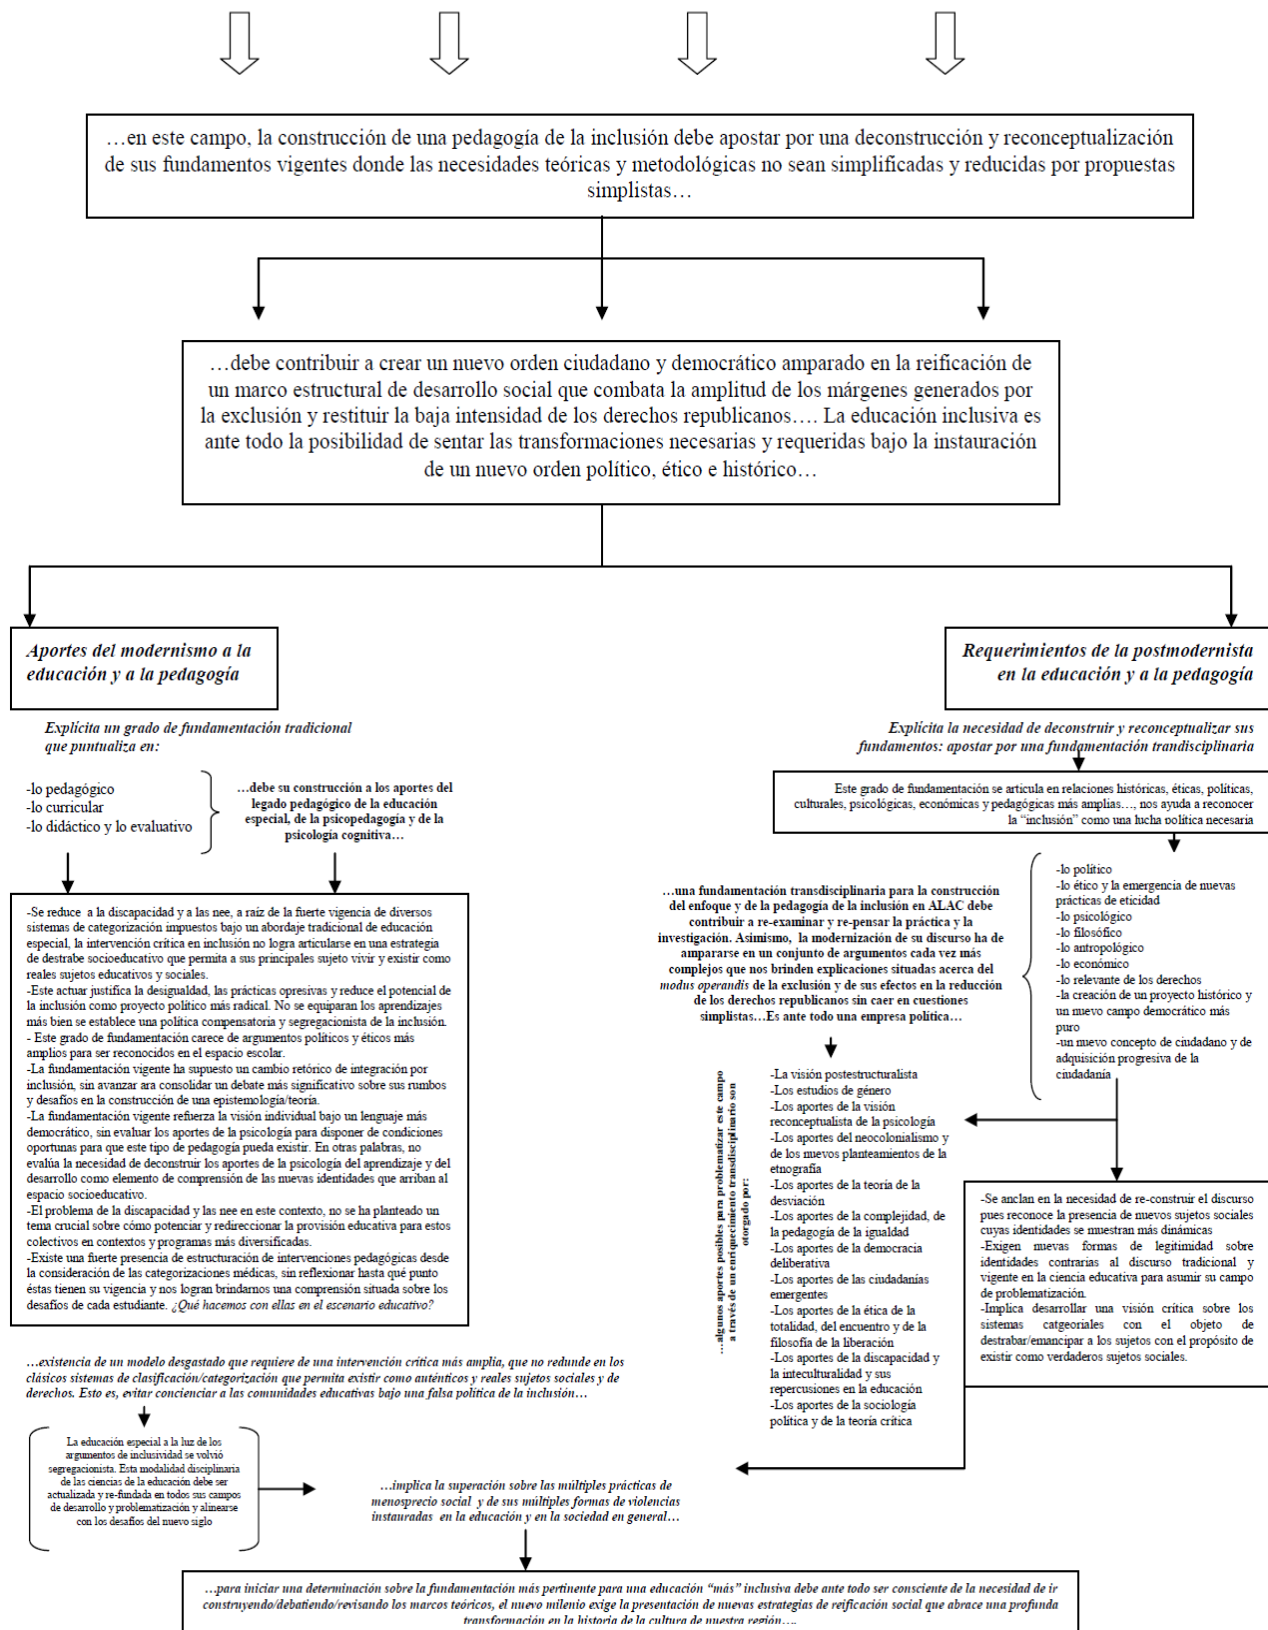 …en este campo, la construcción de una pedagogía de la inclusión debe apostar por una deconstrucción y reconceptualización
de sus fundamentos vigentes donde las necesidades teóricas y metodológicas no sean simplificadas y reducidas por propuestas
simplistas…
…debe contribuir a crear un nuevo orden ciudadano y democrático amparado en la reificación de
un marco estructural de desarrollo social que combata la amplitud de los márgenes generados por
la exclusión y restituir la baja intensidad de los derechos republicanos…. La educación inclusiva es
ante todo la posibilidad de sentar las transformaciones necesarias y requeridas bajo la instauración
de un nuevo orden político, ético e histórico…
Aportes del modernismo a la
educación y a la pedagogía
Explícita un grado de fundamentación tradicional
que puntualiza en:
-lo pedagógico
-lo curricular
-lo didáctico y lo evaluativo
…debe su construcción a los aportes del
legado pedagógico de la educación
especial, de la psicopedagogía y de la
psicología cognitiva…
-Se reduce a la discapacidad y a las nee, a raíz de la fuerte vigencia de diversos
sistemas de categorización impuestos bajo un abordaje tradicional de educación
especial, la intervención crítica en inclusión no logra articularse en una estrategia
de destrabe socioeducativo que permita a sus principales sujeto vivir y existir como
reales sujetos educativos y sociales.
-Este actuar justifica la desigualdad, las prácticas opresivas y reduce el potencial de
la inclusión como proyecto político más radical. No se equiparan los aprendizajes
más bien se establece una política compensatoria y segregacionista de la inclusión.
- Este grado de fundamentación carece de argumentos políticos y éticos más
amplios para ser reconocidos en el espacio escolar.
-La fundamentación vigente ha supuesto un cambio retórico de integración por
inclusión, sin avanzar ara consolidar un debate más significativo sobre sus rumbos
y desafíos en la construcción de una epistemología/teoría.
-La fundamentación vigente refuerza la visión individual bajo un lenguaje más
democrático, sin evaluar los aportes de la psicología para disponer de condiciones
oportunas para que este tipo de pedagogía pueda existir. En otras palabras, no
evalúa la necesidad de deconstruir los aportes de la psicología del aprendizaje y del
desarrollo como elemento de comprensión de las nuevas identidades que arriban al
espacio socioeducativo.
-El problema de la discapacidad y las nee en este contexto, no se ha planteado un
tema crucial sobre cómo potenciar y redireccionar la provisión educativa para estos
colectivos en contextos y programas más diversificadas.
-Existe una fuerte presencia de estructuración de intervenciones pedagógicas desde
la consideración de las categorizaciones médicas, sin reflexionar hasta qué punto
éstas tienen su vigencia y nos logran brindarnos una comprensión situada sobre los
desafíos de cada estudiante. ¿Qué hacemos con ellas en el escenario educativo?
…existencia de un modelo desgastado que requiere de una intervención crítica más amplia, que no redunde en los
clásicos sistemas de clasificación/categorización que permita existir como auténticos y reales sujetos sociales y de
derechos. Esto es, evitar concienciar a las comunidades educativas bajo una falsa política de la inclusión…
La educación especial a la luz de los
argumentos de inclusividad se volvió
segregacionista. Esta modalidad disciplinaria
de las ciencias de la educación debe ser
actualizada y re-fundada en todos sus campos
de desarrollo y problematización y alinearse
con los desafíos del nuevo siglo
Requerimientos de la postmodernista
en la educación y a la pedagogía
Explícita la necesidad de deconstruir y reconceptualizar sus
fundamentos: apostar por una fundamentación trandisciplinaria
Este grado de fundamentación se articula en relaciones históricas, éticas, políticas,
culturales, psicológicas, económicas y pedagógicas más amplias…, nos ayuda a reconocer
la “inclusión” como una lucha política necesaria
…una fundamentación transdisciplinaria para la construcción
del enfoque y de la pedagogía de la inclusión en ALAC debe
contribuir a re-examinar y re-pensar la práctica y la
investigación. Asimismo, la modernización de su discurso ha de
ampararse en un conjunto de argumentos cada vez más
complejos que nos brinden explicaciones situadas acerca del
modus operandis de la exclusión y de sus efectos en la reducción
de los derechos republicanos sin caer en cuestiones
simplistas…Es ante todo una empresa política…
-lo político
-lo ético y la emergencia de nuevas
prácticas de eticidad
-lo psicológico
-lo filosófico
-lo antropológico
-lo económico
-lo relevante de los derechos
-la creación de un proyecto histórico y
un nuevo campo democrático más
puro
-un nuevo concepto de ciudadano y de
adquisición progresiva de la
ciudadanía
…algunos aportes posibles para problematizar este campo
a través de un enriquecimiento transdisciplinario son
otorgado por:
-La visión postestructuralista
-Los estudios de género
-Los aportes de la visión
reconceptualista de la psicología
-Los aportes del neocolonialismo y
de los nuevos planteamientos de la
etnografía
-Los aportes de la teoría de la
desviación
-Los aportes de la complejidad, de
la pedagogía de la igualdad
-Los aportes de la democracia
deliberativa
-Los aportes de las ciudadanías
emergentes
-Los aportes de la ética de la
totalidad, del encuentro y de la
filosofía de la liberación
-Los aportes de la discapacidad y
la inteculturalidad y sus
repercusiones en la educación
-Los aportes de la sociología
política y de la teoría crítica
-Se anclan en la necesidad de re-construir el discurso
pues reconoce la presencia de nuevos sujetos sociales
cuyas identidades se muestran más dinámicas
-Exigen nuevas formas de legitimidad sobre
identidades contrarias al discurso tradicional y
vigente en la ciencia educativa para asumir su campo
de problematización.
-Implica desarrollar una visión crítica sobre los
sistemas catgeoriales con el objeto de
destrabar/emancipar a los sujetos con el propósito de
existir como verdaderos sujetos sociales.
…implica la superación sobre las múltiples prácticas de
menosprecio social y de sus múltiples formas de violencias
instauradas en la educación y en la sociedad en general…
…para iniciar una determinación sobre la fundamentación más pertinente para una educación “más” inclusiva debe ante todo ser consciente de la necesidad de ir
construyendo/debatiendo/revisando los marcos teóricos, el nuevo milenio exige la presentación de nuevas estrategias de reificación social que abrace una profunda
transformación en la historia de la cultura de nuestra región….